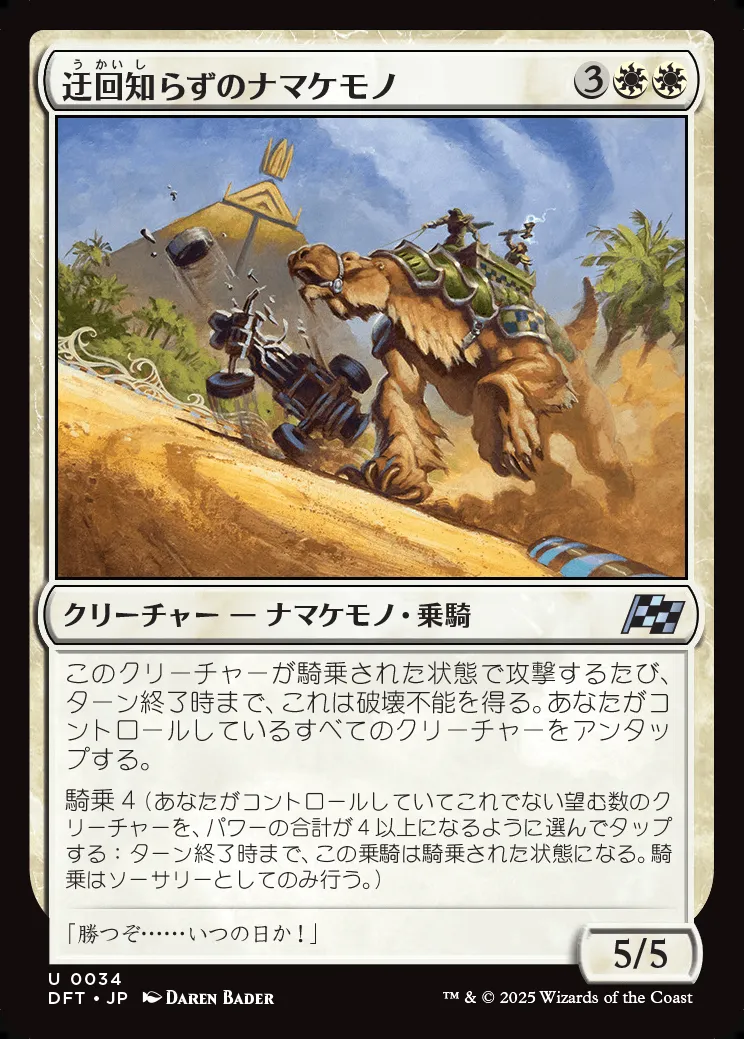 うかいし
迂回知らずのナマケモノ 3
クリーチャー — ナマケモノ・乗騎
このクリーチャーが騎乗された状態で攻撃するたび、
ターン終了時まで、これは破壊不能を得る。あなたがコ
ントロールしているすべてのクリーチャーをアンタッ
プする。
騎乗 4（あなたがコントロールしていてこれでない望む数のク
リーチャーを、パワーの合計が４以上になるように選んでタップ
する：ターン終了時まで、この乗騎は騎乗された状態になる。騎
乗はソーサリーとしてのみ行う。）
「勝つぞ……いつの日か！」
5/5
U 0034
DFT • JP DAREN BADER
™ & © 2025 Wizards of the Coast